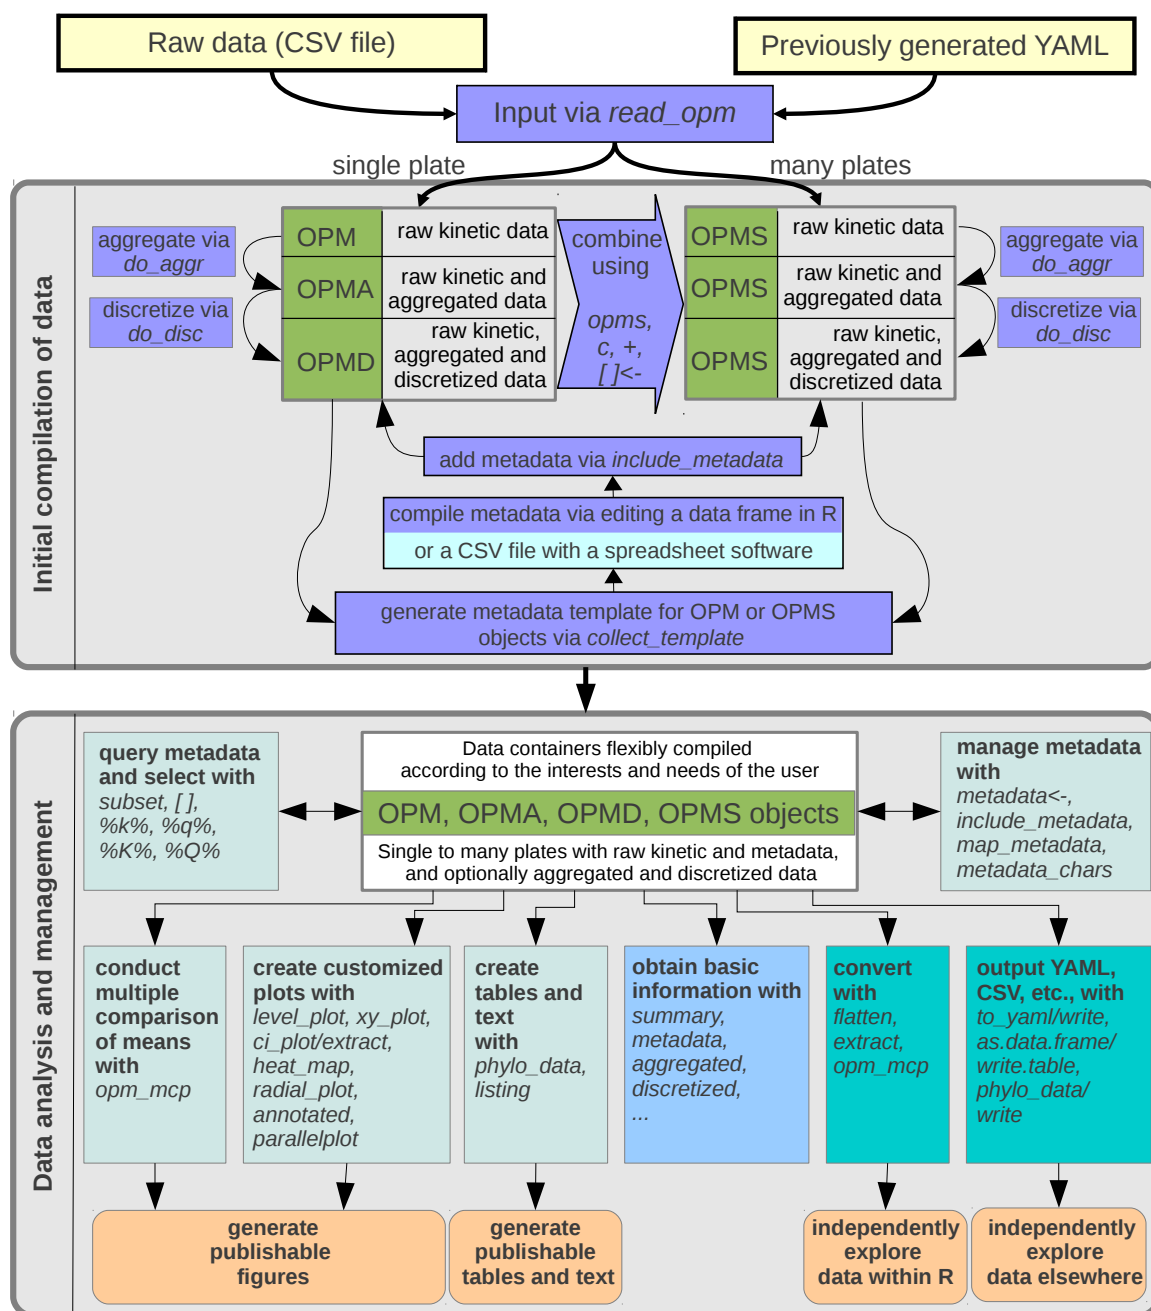 Raw data (CSV file)
Previously generated YAML
Input via read_opm
single plate
many plates
Initial compilation of data
aggregate via
do_aggr
discretize via
do_disc
OPM
raw kinetic data
OPMA
raw kinetic and
aggregated data
OPMD
raw kinetic,
aggregated and
discretized data
combine
using
opms,
c, +,
[ ]<-
OPMS
raw kinetic data
OPMS
raw kinetic and
aggregated data
OPMS
raw kinetic,
aggregated and
discretized data
aggregate via
do_aggr
discretize via
do_disc
add metadata via include_metadata
compile metadata via editing a data frame in R
or a CSV file with a spreadsheet software
generate metadata template for OPM or OPMS
objects via collect_template
Data analysis and management
query metadata
and select with
subset, [ ],
%k%, %q%,
%K%, %Q%
Data containers flexibly compiled
according to the interests and needs of the user
OPM, OPMA, OPMD, OPMS objects
Single to many plates with raw kinetic and metadata,
and optionally aggregated and discretized data
manage metadata
with
metadata<-,
include_metadata,
map_metadata,
metadata_chars
conduct
multiple
comparison
of means
with
opm_mcp
create customized
plots with
level_plot, xy_plot,
ci_plot/extract,
heat_map,
radial_plot,
annotated,
parallelplot
create
tables and
text
with
phylo_data,
listing
obtain basic
information with
summary,
metadata,
aggregated,
discretized,
...
convert
with
flatten,
extract,
opm_mcp
output YAML,
CSV, etc., with
to_yaml/write,
as.data.frame/
write.table,
phylo_data/
write
generate
publishable
figures
generate
publishable
tables and text
independently
explore
data within R
independently
explore
data elsewhere